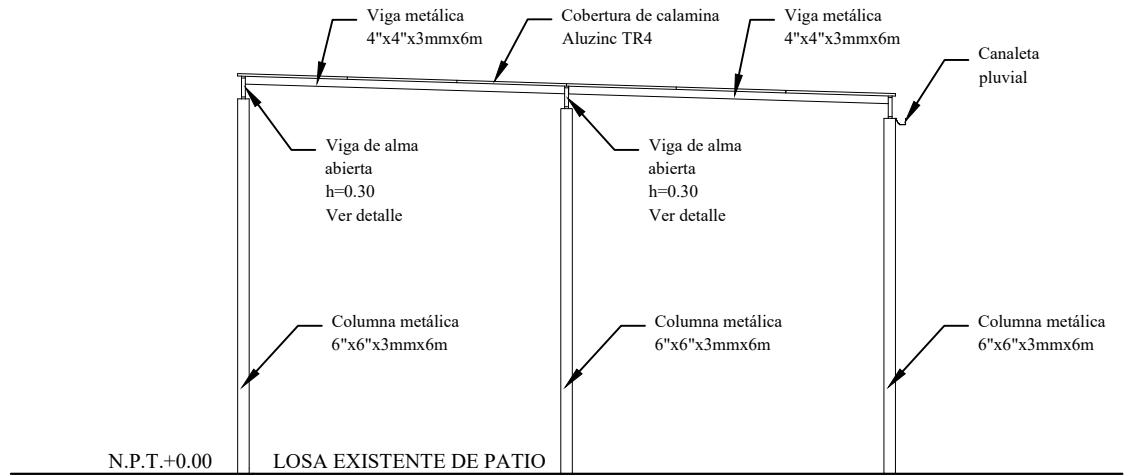 Viga metálica
4"x4"x3mmx6m
Cobertura de calamina
Aluzinc TR4
Viga metálica
4"x4"x3mmx6m
Canaleta
pluvial
Viga de alma
abierta
h=0.30
Ver detalle
Viga de alma
abierta
h=0.30
Ver detalle
Columna metálica
6"x6"x3mmx6m
Columna metálica
6"x6"x3mmx6m
Columna metálica
6"x6"x3mmx6m
N.P.T.+0.00
LOSA EXISTENTE DE PATIO